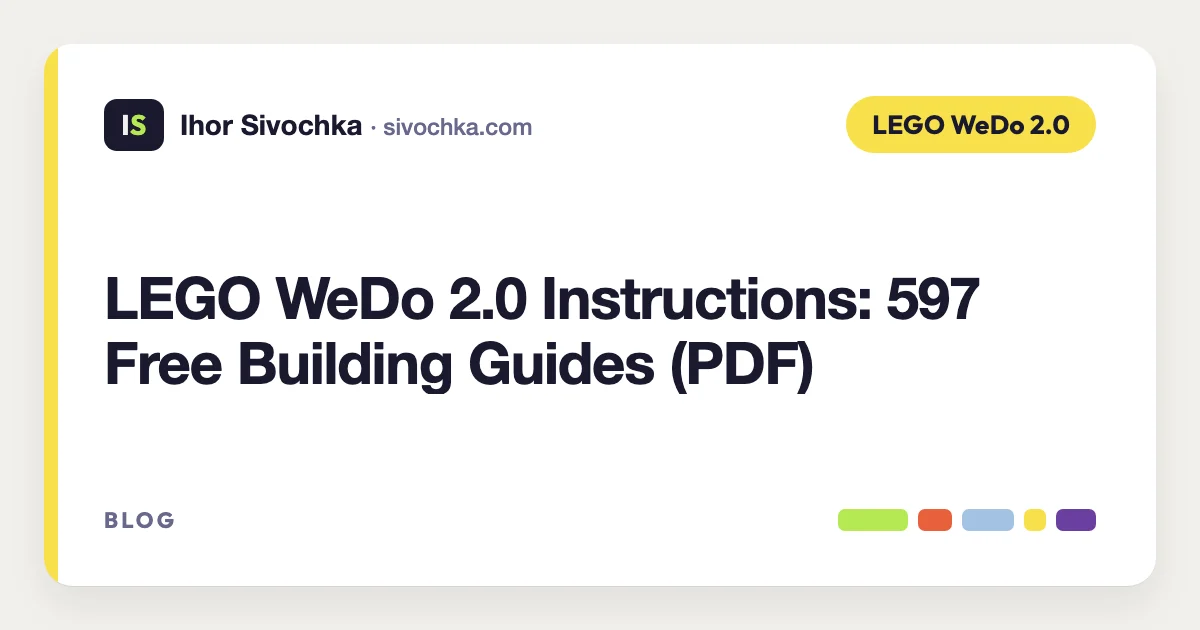 IS
Ihor Sivochka · sivochka.com
LEGO WeDo 2.0
LEGO WeDo 2.0 Instructions: 597
Free Building Guides (PDF)
BLOG